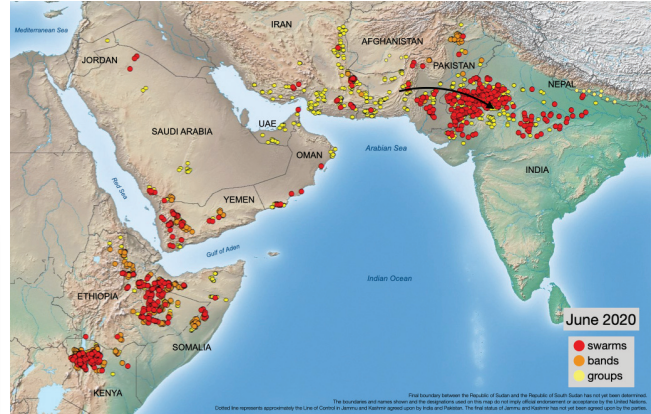 IRAN
Mediterranean Sea
AFGHANISTAN
JORDAN
PAKISTAN
NEPAL
UAE
SAUDI ARABIA
OMAN
Arabian Sea
INDIA
Red Sea
YEMEN
Gulf of Aden
Indian Ocean
ETHIOPIA
June 2020
SOMALIA
swarms
bands
groups
KENYA
Final boundary between the Republic of Sudan and the Republic of South Sudan has not yet been determined.
The boundaries and names shown and the designations used on this map do not imply official endorsement or acceptance by the United Nations.
Dotted line represents approximately the Line of Control in Jammu and Kashmir agreed upon by India and Pakistan. The final status of Jammu and Kashmir has not yet been agreed upon by the parties.